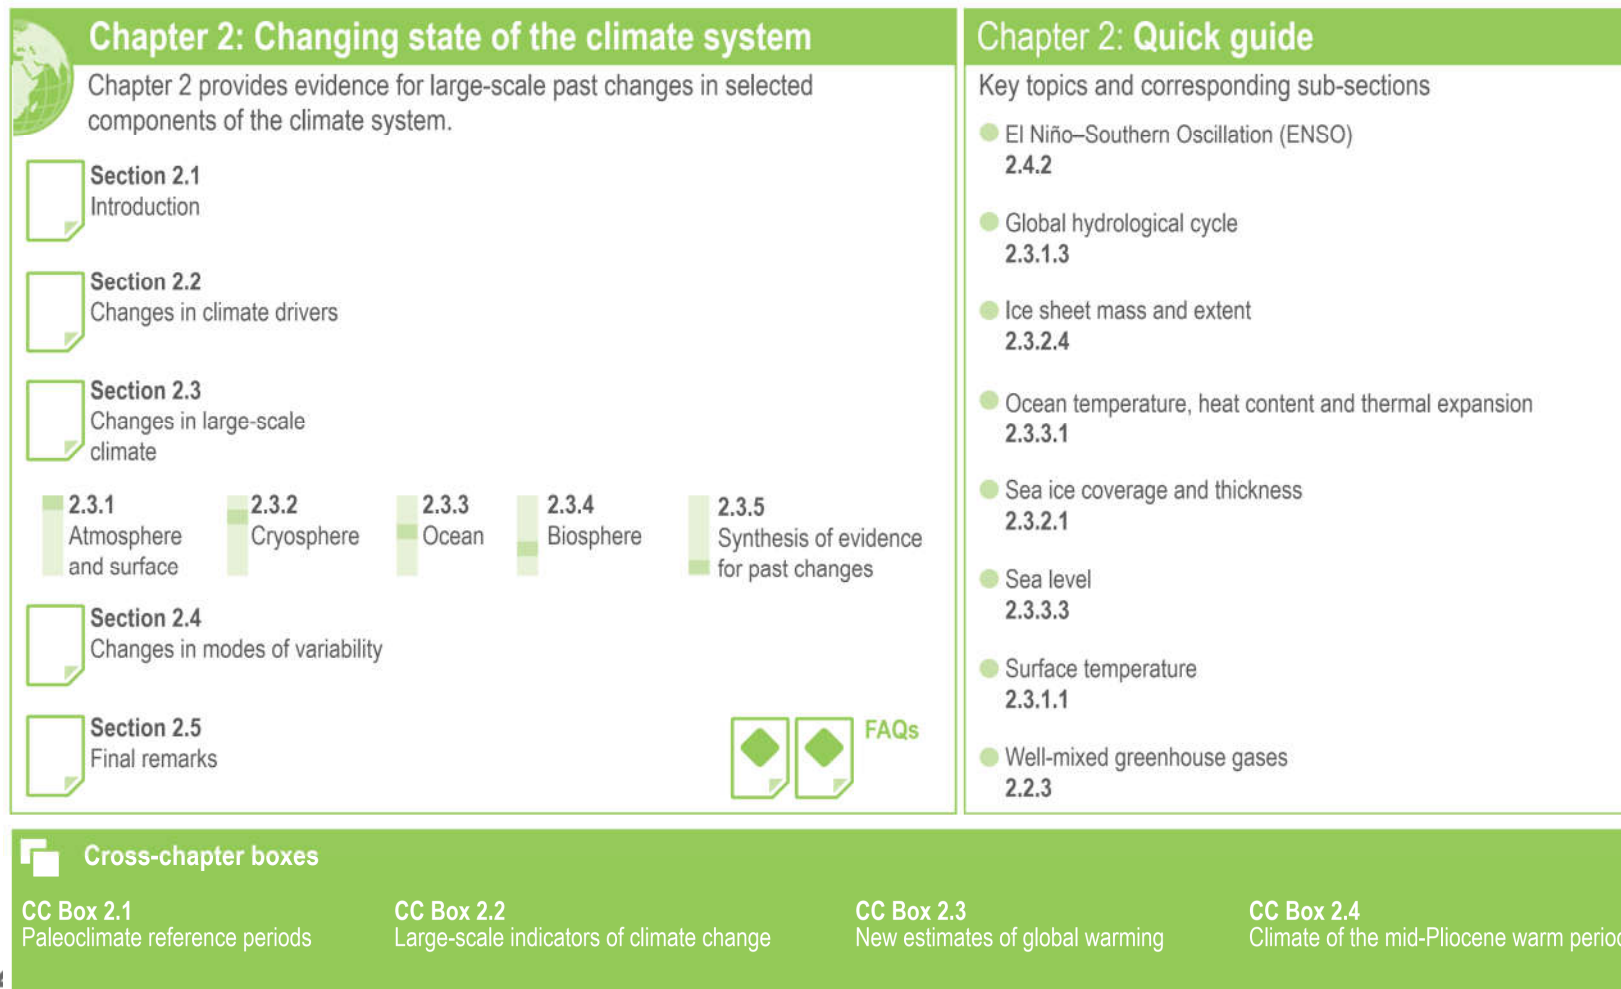 Chapter 2: Changing state of the climate system
Chapter 2 provides evidence for large-scale past changes in selected
components of the climate system.
Section 2.1
Introduction
Section 2.2
Changes in climate drivers
Section 2.3
Changes in large-scale
climate
2.3.1
Atmosphere
and surface
2.3.2
Cryosphere
2.3.3
Ocean
2.3.4
Biosphere
2.3.5
Synthesis of evidence
for past changes
Section 2.4
Changes in modes of variability
Section 2.5
Final remarks
FAQs
Chapter 2: Quick guide
Key topics and corresponding sub-sections
El Niño–Southern Oscillation (ENSO)
2.4.2
Global hydrological cycle
2.3.1.3
Ice sheet mass and extent
2.3.2.4
Ocean temperature, heat content and thermal expansion
2.3.3.1
Sea ice coverage and thickness
2.3.2.1
Sea level
2.3.3.3
Surface temperature
2.3.1.1
Well-mixed greenhouse gases
2.2.3
Cross-chapter boxes
CC Box 2.1
Paleoclimate reference periods
CC Box 2.2
Large-scale indicators of climate change
CC Box 2.3
New estimates of global warming
CC Box 2.4
Climate of the mid-Pliocene warm